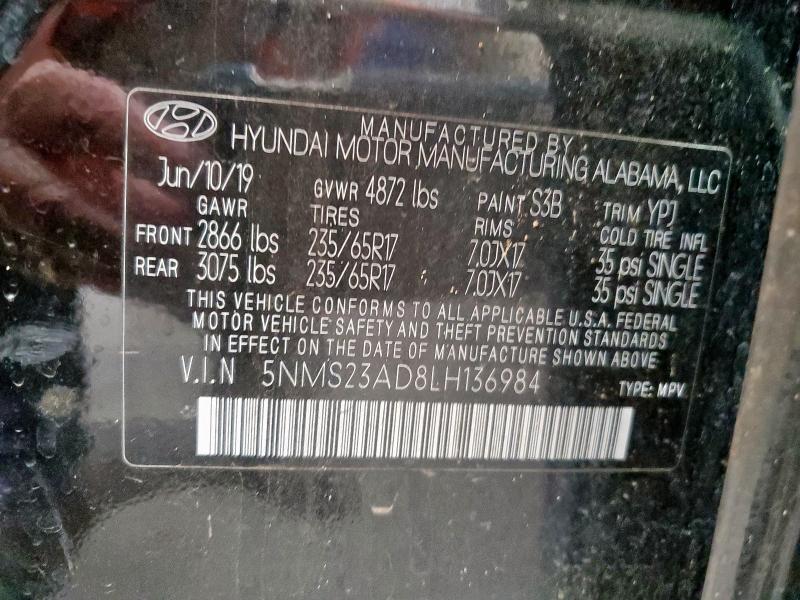 MANUFACTURED BY
HYUNDAI MOTOR MANUFACTURING ALABAMA, LLC
Jun/10/19 GVWR 4872 lbs PAINT S3B TRIM YPJ
GAWR TIRES RIMS COLD TIRE INFL
FRONT 2866 lbs 235/65R17 7.0JX17 35 psi SINGLE
REAR 3075 lbs 235/65R17 7.0JX17 35 psi SINGLE
THIS VEHICLE CONFORMS TO ALL APPLICABLE U.S.A. FEDERAL
MOTOR VEHICLE SAFETY AND THEFT PREVENTION STANDARDS
IN EFFECT ON THE DATE OF MANUFACTURE SHOWN ABOVE.
V.I.N 5NMS23AD8LH136984 TYPE: MPV